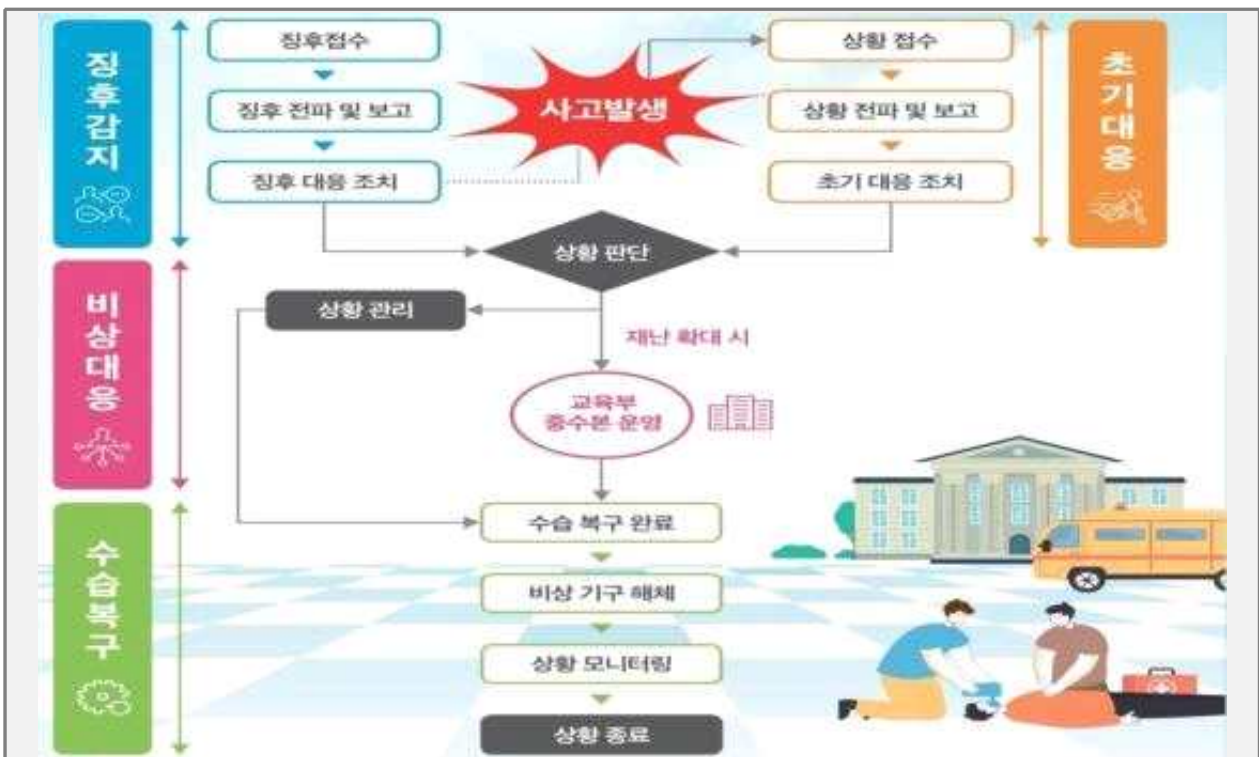 징후감지
징후접수
징후 전파 및 보고
징후 대응 조치
사고발생
상황 접수
상황 전파 및 보고
초기 대응 조치
초기대응
상황 판단
비상대응
상황 관리
재난 확대 시
교육부
중수본 운영
수습복구
수습 복구 완료
비상 기구 해체
상황 모니터링
상황 종료